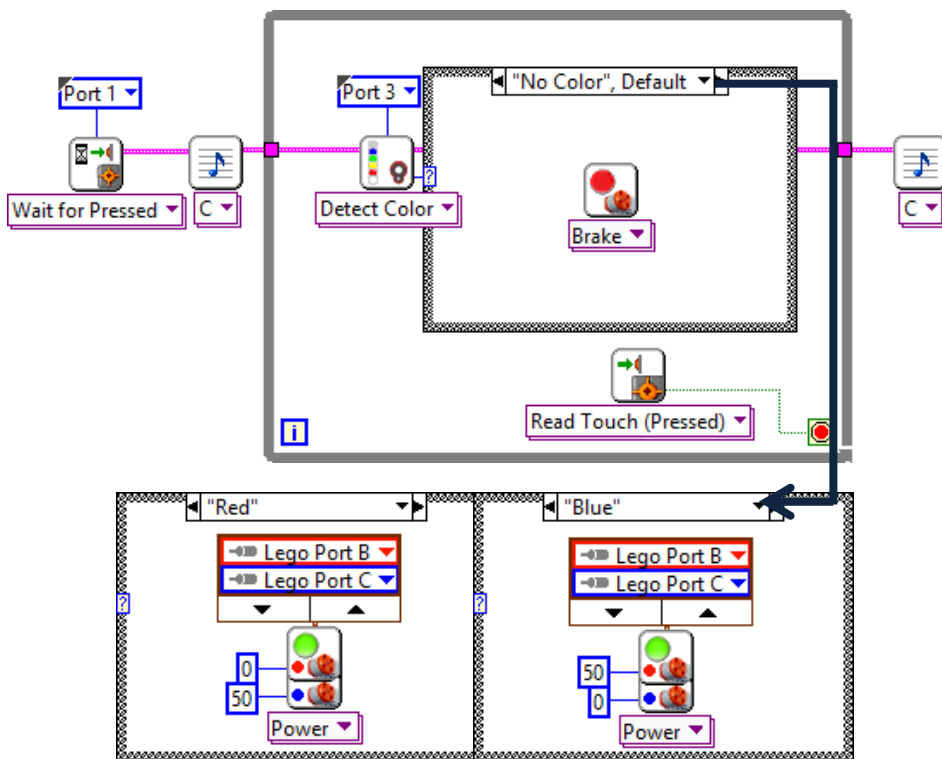 "No Color", Default
Port 1
Port 3
Wait for Pressed
C
Detect Color
?
Brake
C
Read Touch (Pressed)
i
"Red"
"Blue"
Lego Port B
Lego Port C
Lego Port B
Lego Port C
?
?
0
50
Power
50
0
Power